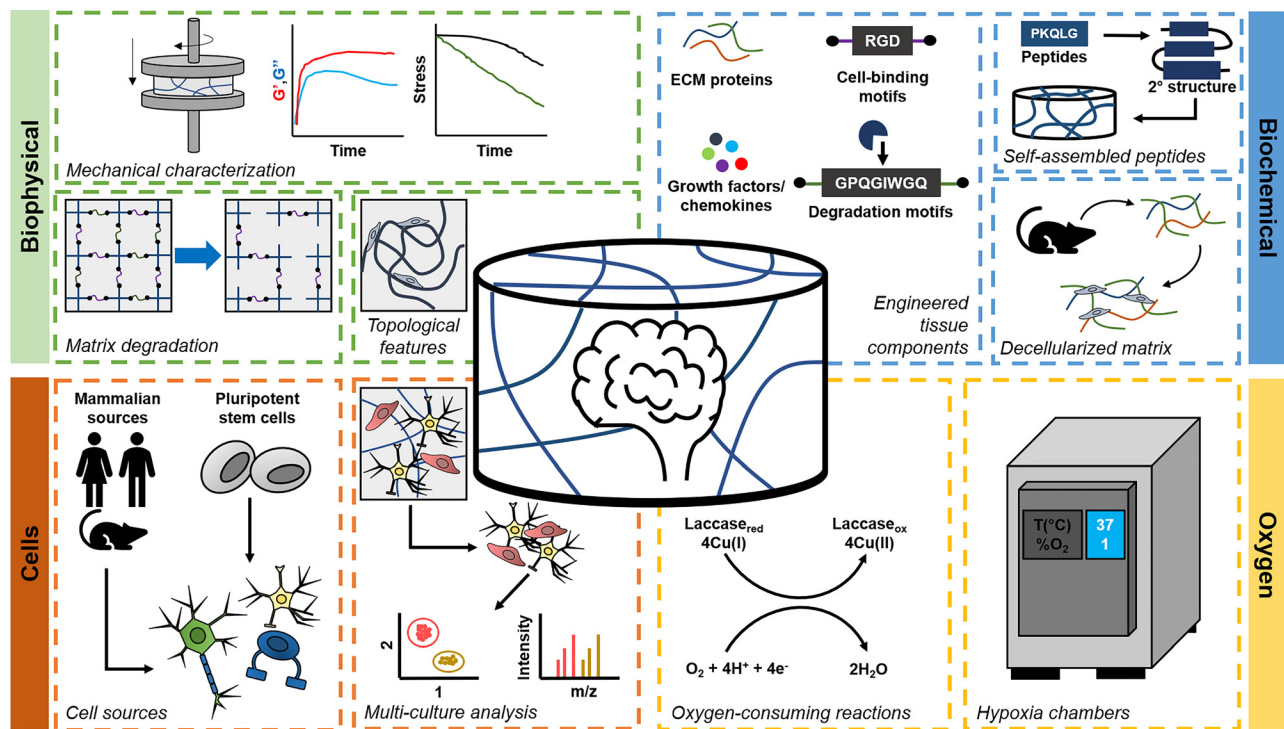 Biophysical
G',G''
Time
Stress
Time
Mechanical characterization
Matrix degradation
Topological
features
ECM proteins
RGD
Cell-binding
motifs
Growth factors/
chemokines
GPQGIWGQ
Degradation motifs
Engineered
tissue
components
PKQLG
Peptides
2° structure
Self-assembled peptides
Decellularized matrix
Biochemical
Cells
Mammalian
sources
Pluripotent
stem cells
Cell sources
2
1
Intensity
m/z
Multi-culture analysis
Laccase_red
4Cu(I)
Laccase_ox
4Cu(II)
O₂ + 4H⁺ + 4e⁻
2H₂O
Oxygen-consuming reactions
T(°C)
%O₂
37
1
Hypoxia chambers
Oxygen